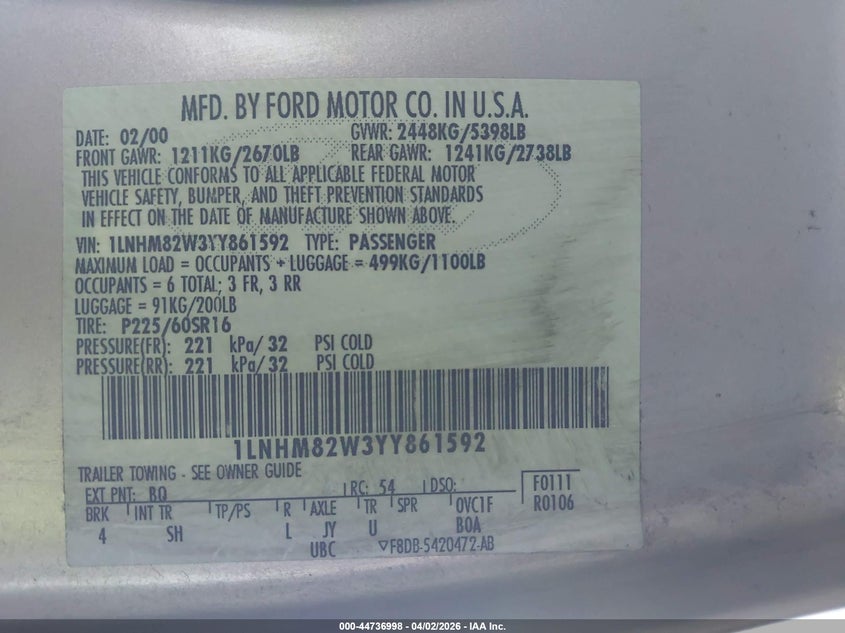 MFD. BY FORD MOTOR CO. IN U.S.A.
DATE: 02/00 GVWR: 2448KG/5398LB
FRONT GAWR: 1211KG/2670LB REAR GAWR: 1241KG/2738LB
THIS VEHICLE CONFORMS TO ALL APPLICABLE FEDERAL MOTOR
VEHICLE SAFETY, BUMPER, AND THEFT PREVENTION STANDARDS
IN EFFECT ON THE DATE OF MANUFACTURE SHOWN ABOVE.
VIN: 1LNHM82W3YY861592 TYPE: PASSENGER
MAXIMUM LOAD = OCCUPANTS + LUGGAGE = 499KG/1100LB
OCCUPANTS = 6 TOTAL; 3 FR, 3 RR
LUGGAGE = 91KG/200LB
TIRE: P225/60SR16
PRESSURE(FR): 221 kPa/ 32 PSI COLD
PRESSURE(RR): 221 kPa/ 32 PSI COLD
1LNHM82W3YY861592
TRAILER TOWING - SEE OWNER GUIDE
EXT PNT: BQ RC: 54 DSO: F0111
BRK INT TR TP/PS R AXLE TR SPR OVC1F R0106
4 SH L JY U BOA
UBC ▽F8DB-5420472-AB
000-44736998 - 04/02/2026 - IAA Inc.